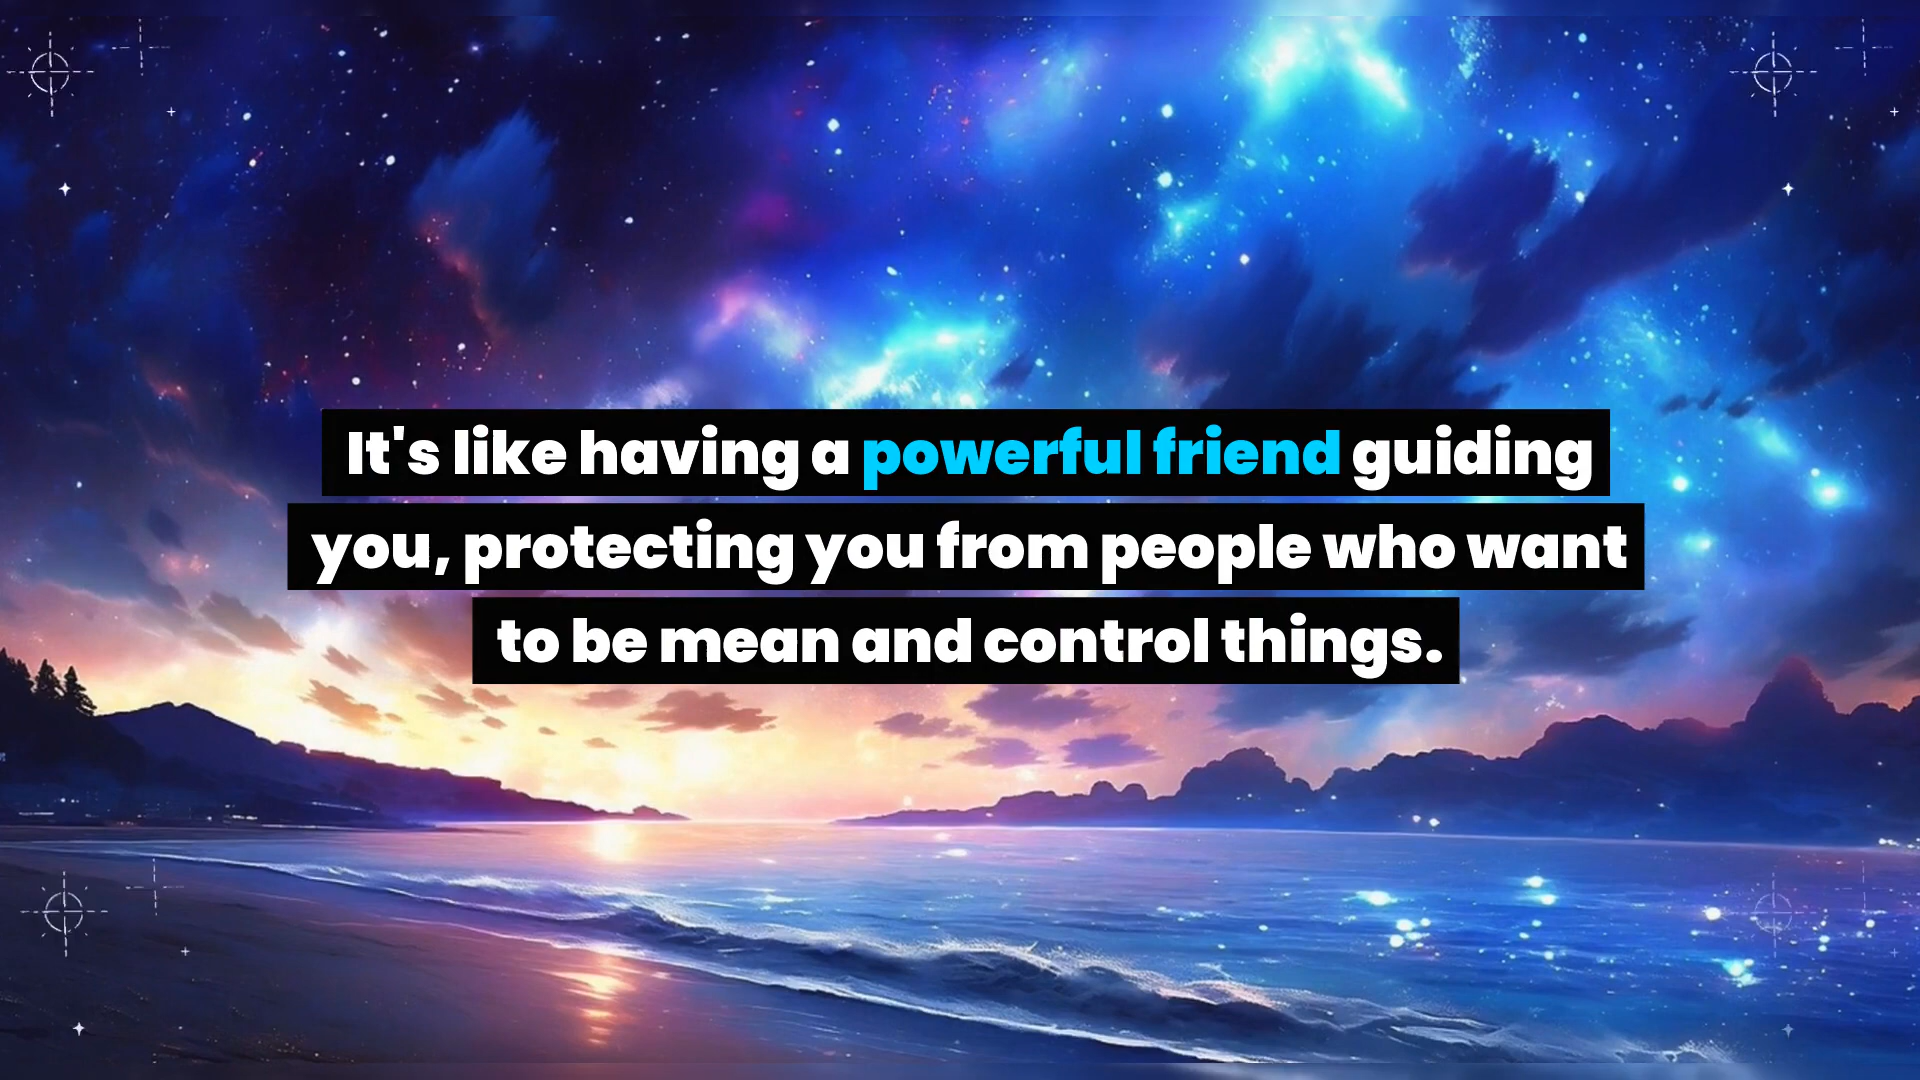 It's like having a powerful friend guiding
you, protecting you from people who want
to be mean and control things.